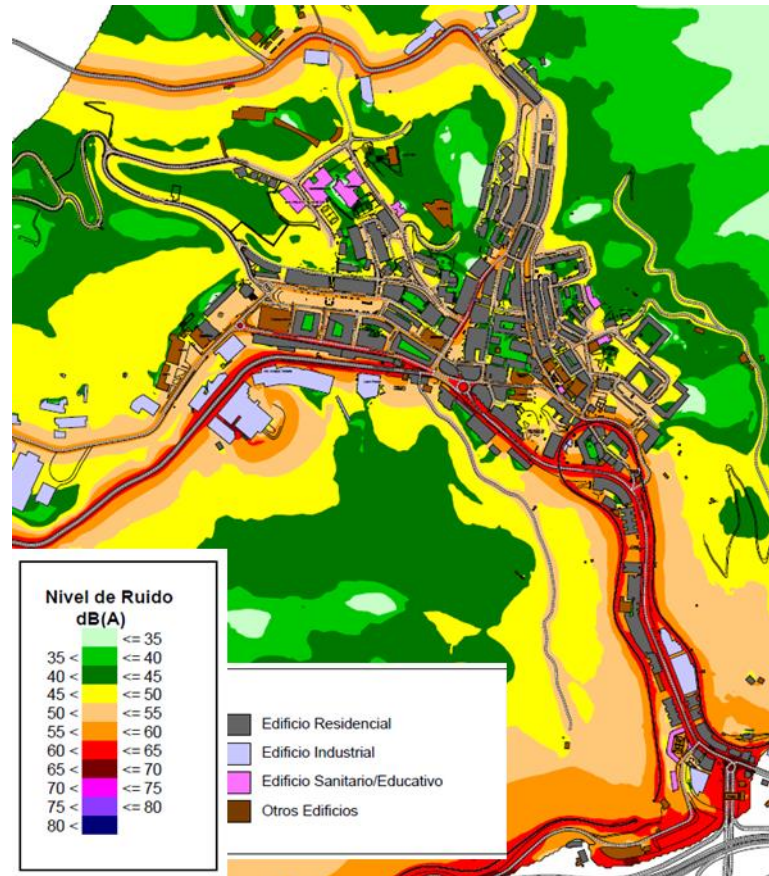 Nivel de Ruido
dB(A)
<= 35
35 < <= 40
40 < <= 45
45 < <= 50
50 < <= 55
55 < <= 60
60 < <= 65
65 < <= 70
70 < <= 75
75 < <= 80
80 <
Edificio Residencial
Edificio Industrial
Edificio Sanitario/Educativo
Otros Edificios